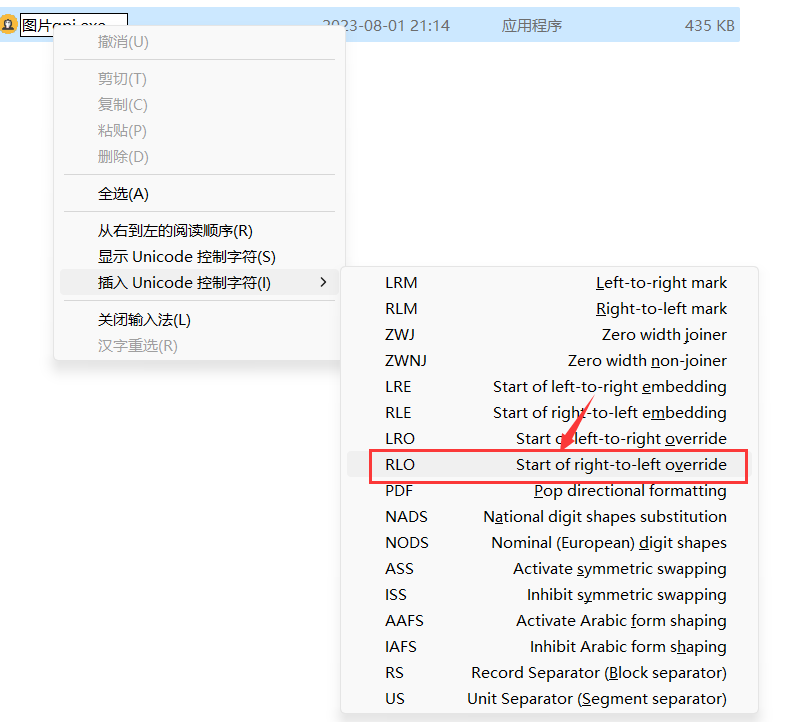 图片gnj.exe 2023-08-01 21:14 应用程序 435 KB
撤消(U)
剪切(T)
复制(C)
粘贴(P)
删除(D)
全选(A)
从右到左的阅读顺序(R)
显示 Unicode 控制字符(S)
插入 Unicode 控制字符(I)
关闭输入法(L)
汉字重选(R)
LRM Left-to-right mark
RLM Right-to-left mark
ZWJ Zero width joiner
ZWNJ Zero width non-joiner
LRE Start of left-to-right embedding
RLE Start of right-to-left embedding
LRO Start of left-to-right override
RLO Start of right-to-left override
PDF Pop directional formatting
NADS National digit shapes substitution
NODS Nominal (European) digit shapes
ASS Activate symmetric swapping
ISS Inhibit symmetric swapping
AAFS Activate Arabic form shaping
IAFS Inhibit Arabic form shaping
RS Record Separator (Block separator)
US Unit Separator (Segment separator)